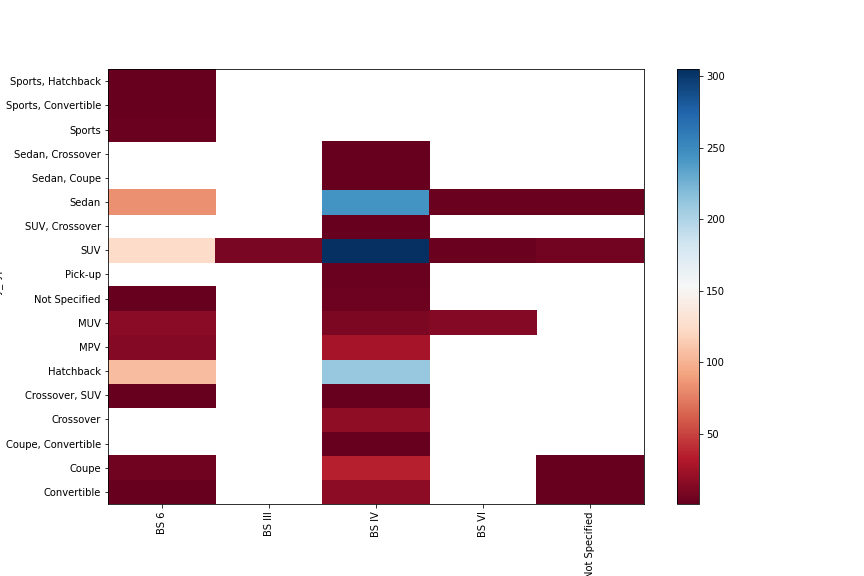 Sports, Hatchback
Sports, Convertible
Sports
Sedan, Crossover
Sedan, Coupe
Sedan
SUV, Crossover
SUV
Pick-up
Not Specified
MUV
MPV
Hatchback
Crossover, SUV
Crossover
Coupe, Convertible
Coupe
Convertible
BS 6
BS III
BS IV
BS VI
Not Specified
300
250
200
150
100
50